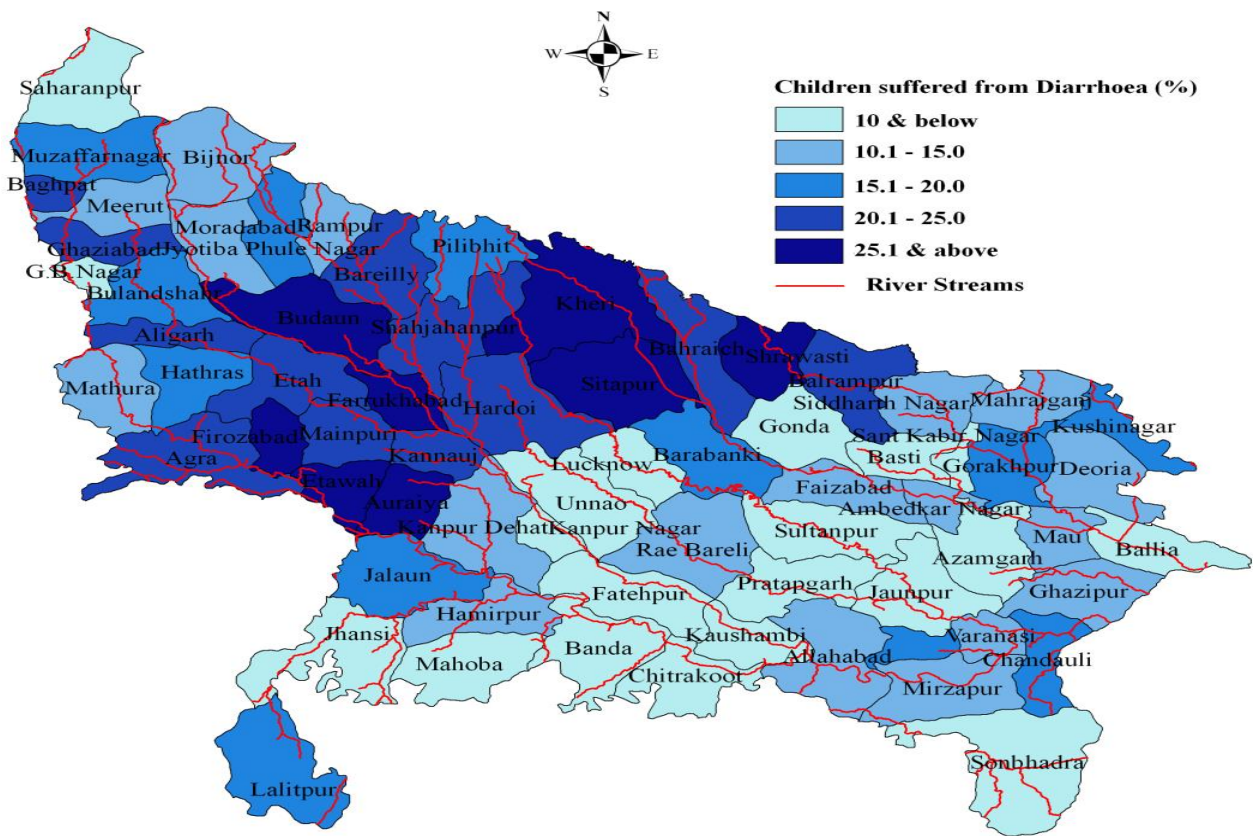 N
W E
S
Children suffered from Diarrhoea (%)
10 & below
10.1 - 15.0
15.1 - 20.0
20.1 - 25.0
25.1 & above
River Streams
Saharanpur
Muzaffarnagar
Bijnor
Baghpat
Meerut
Moradabad
Rampur
Ghaziabad
Jyotiba Phule Nagar
Pilibhit
G.B.Nagar
Bareilly
Bulandshahr
Budaun
Kheri
Aligarh
Shahjahanpur
Bahraich
Shrawasti
Mathura
Hathras
Etah
Sitapur
Balrampur
Farrukhabad
Hardoi
Siddharth Nagar
Mahrajganj
Firozabad
Mainpuri
Gonda
Sant Kabir Nagar
Kushinagar
Agra
Kannauj
Lucknow
Barabanki
Basti
Gorakhpur
Deoria
Etawah
Auraiya
Unnao
Faizabad
Ambedkar Nagar
Kanpur Dehat
Kanpur Nagar
Sultanpur
Mau
Ballia
Rae Bareli
Azamgarh
Jalaun
Fatehpur
Pratapgarh
Jaunpur
Ghazipur
Hamirpur
Jhansi
Kaushambi
Varanasi
Mahoba
Banda
Allahabad
Chandauli
Chitrakoot
Mirzapur
Sonbhadra
Lalitpur